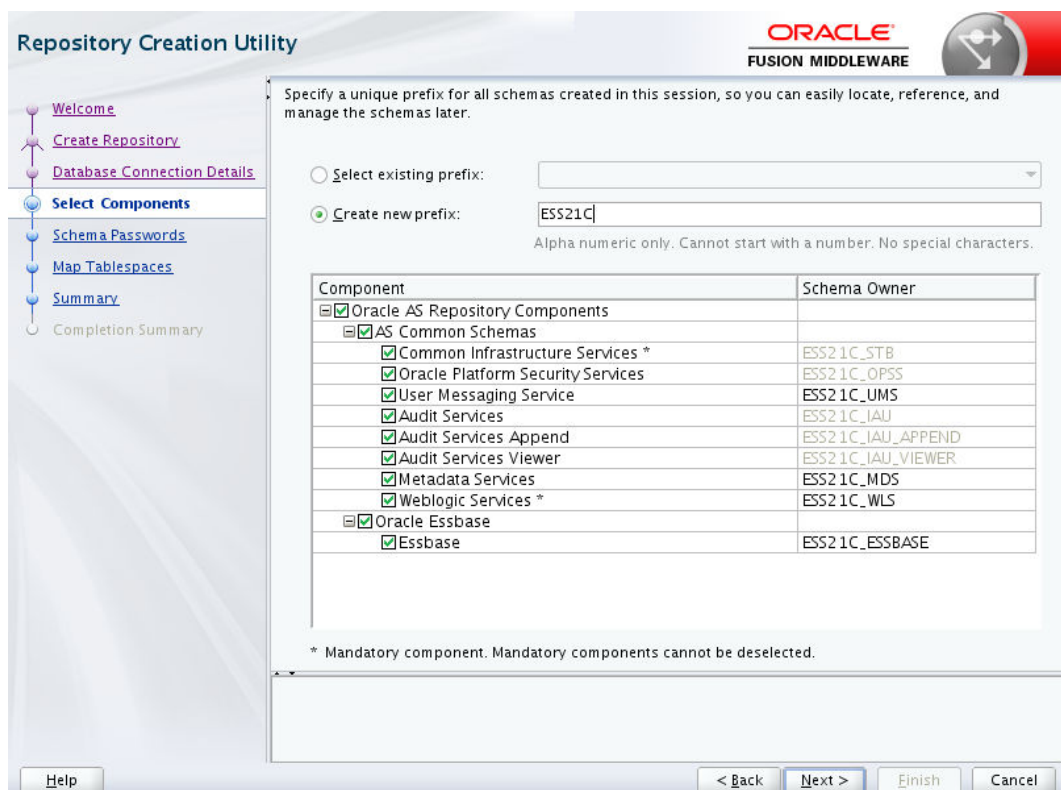 Repository Creation Utility
ORACLE
FUSION MIDDLEWARE
Welcome
Create Repository
Database Connection Details
Select Components
Schema Passwords
Map Tablespaces
Summary
Completion Summary
Specify a unique prefix for all schemas created in this session, so you can easily locate, reference, and
manage the schemas later.
Select existing prefix:
Create new prefix: ESS21C
Alpha numeric only. Cannot start with a number. No special characters.
Component Schema Owner
Oracle AS Repository Components
AS Common Schemas
Common Infrastructure Services * ESS21C_STB
Oracle Platform Security Services ESS21C_OPSS
User Messaging Service ESS21C_UMS
Audit Services ESS21C_IAU
Audit Services Append ESS21C_IAU_APPEND
Audit Services Viewer ESS21C_IAU_VIEWER
Metadata Services ESS21C_MDS
Weblogic Services * ESS21C_WLS
Oracle Essbase
Essbase ESS21C_ESSBASE
* Mandatory component. Mandatory components cannot be deselected.
Help < Back Next > Finish Cancel